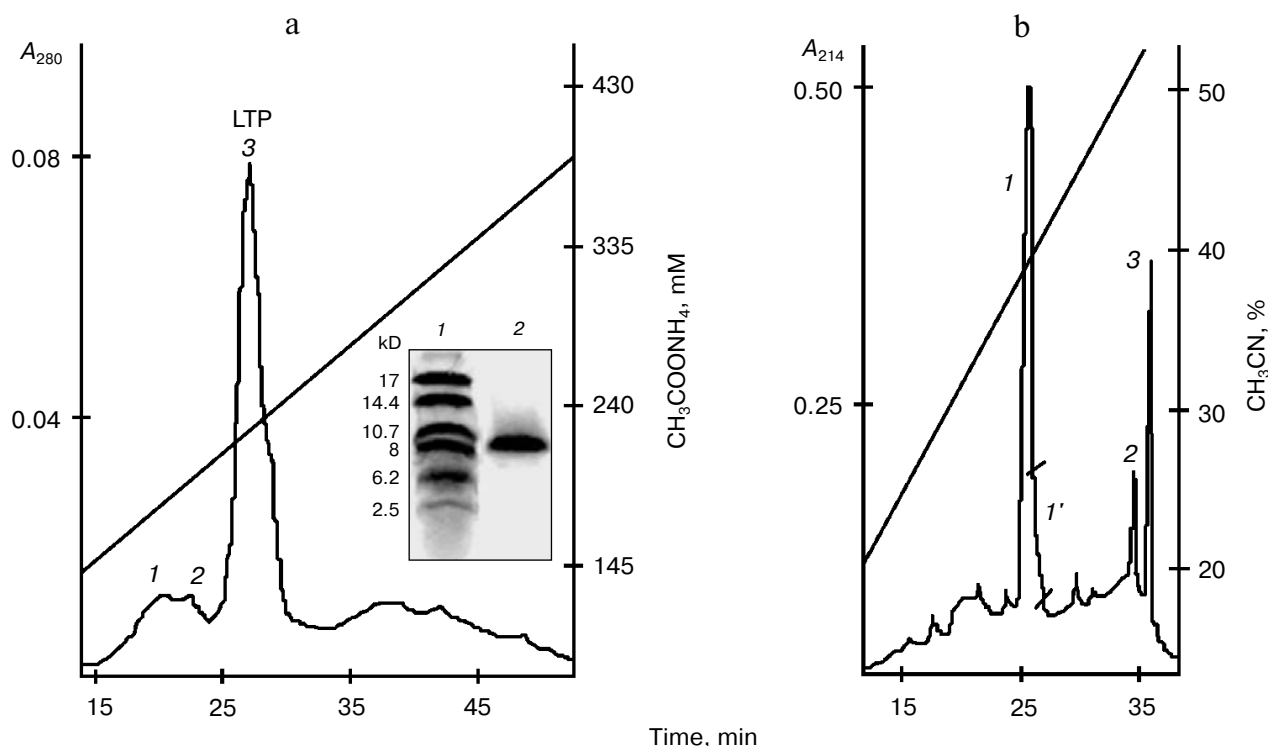 a
A280
0.08
0.04
LTP
3
1 2
430
335
240
145
CH3COONH4, mM
1 2
kD
17
14.4
10.7
8
6.2
2.5
15 25 35 45
b
A214
0.50
0.25
1
1'
2
3
50
40
30
20
CH3CN, %
15 25 35
Time, min